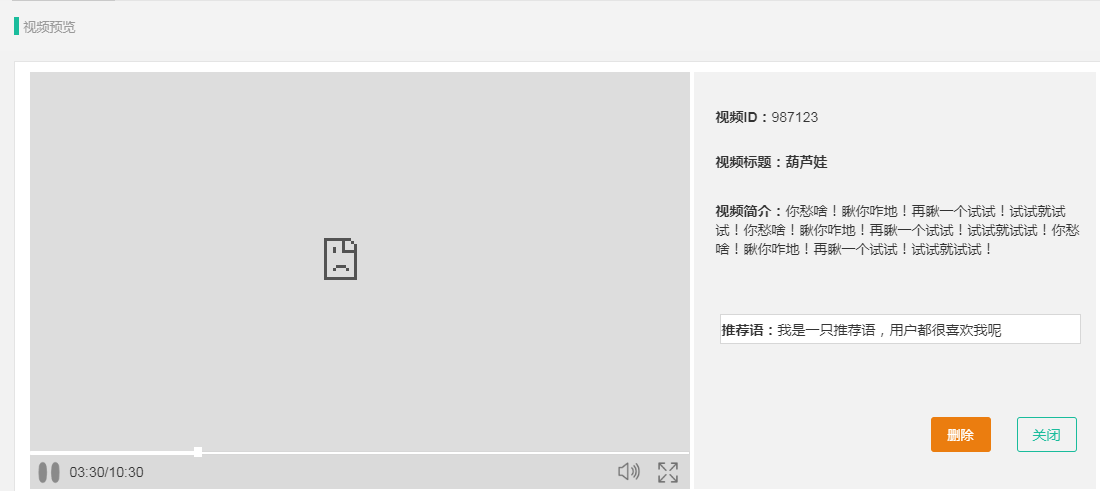 视频预览
视频ID：987123
视频标题：葫芦娃
视频简介：你愁啥！瞅你咋地！再瞅一个试试！试试就试
试！你愁啥！瞅你咋地！再瞅一个试试！试试就试试！你愁
啥！瞅你咋地！再瞅一个试试！试试就试试！
推荐语：我是一只推荐语，用户都很喜欢我呢
删除
关闭
03:30/10:30